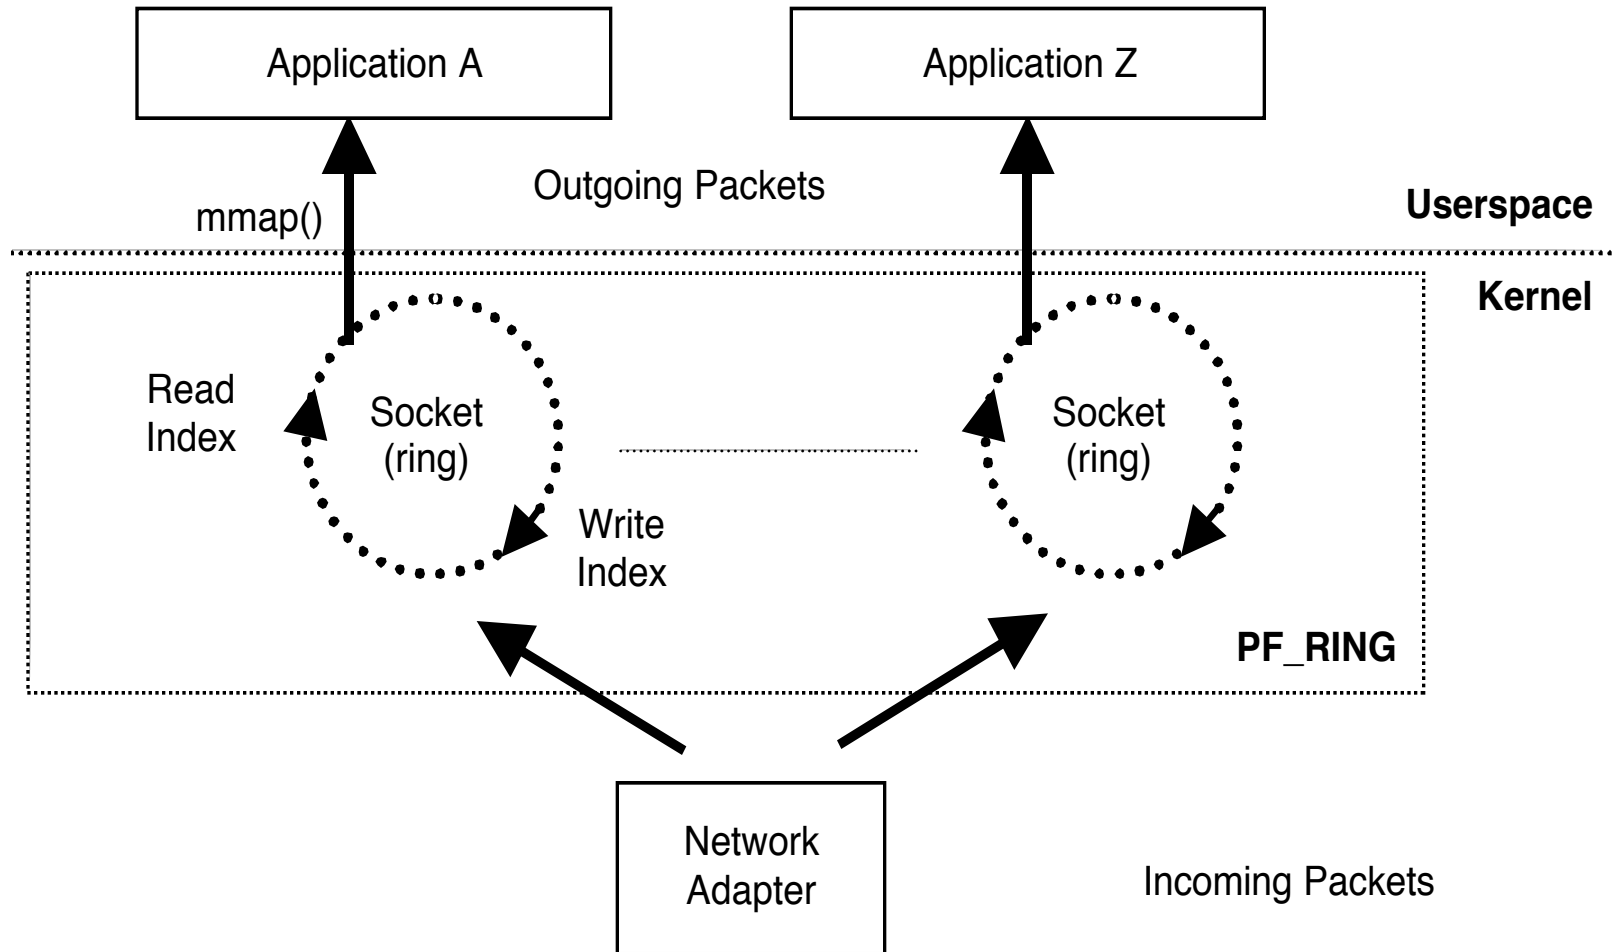 Application A
Application Z
Outgoing Packets
mmap()
Userspace
Kernel
Read
Index
Socket
(ring)
Write
Index
Socket
(ring)
PF_RING
Network
Adapter
Incoming Packets